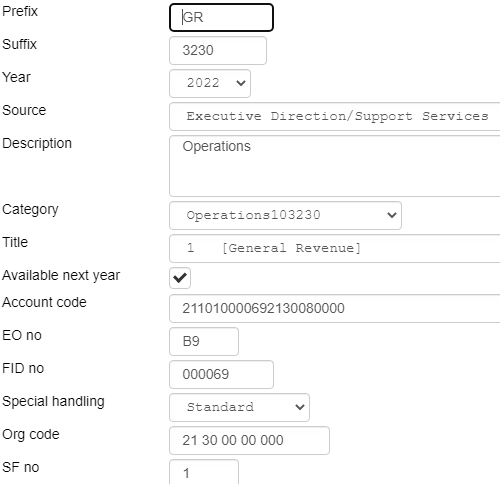 Prefix GR
Suffix 3230
Year 2022
Source Executive Direction/Support Services
Description Operations
Category Operations103230
Title 1 [General Revenue]
Available next year
Account code 211010000692130080000
EO no B9
FID no 000069
Special handling Standard
Org code 21 30 00 00 000
SF no 1